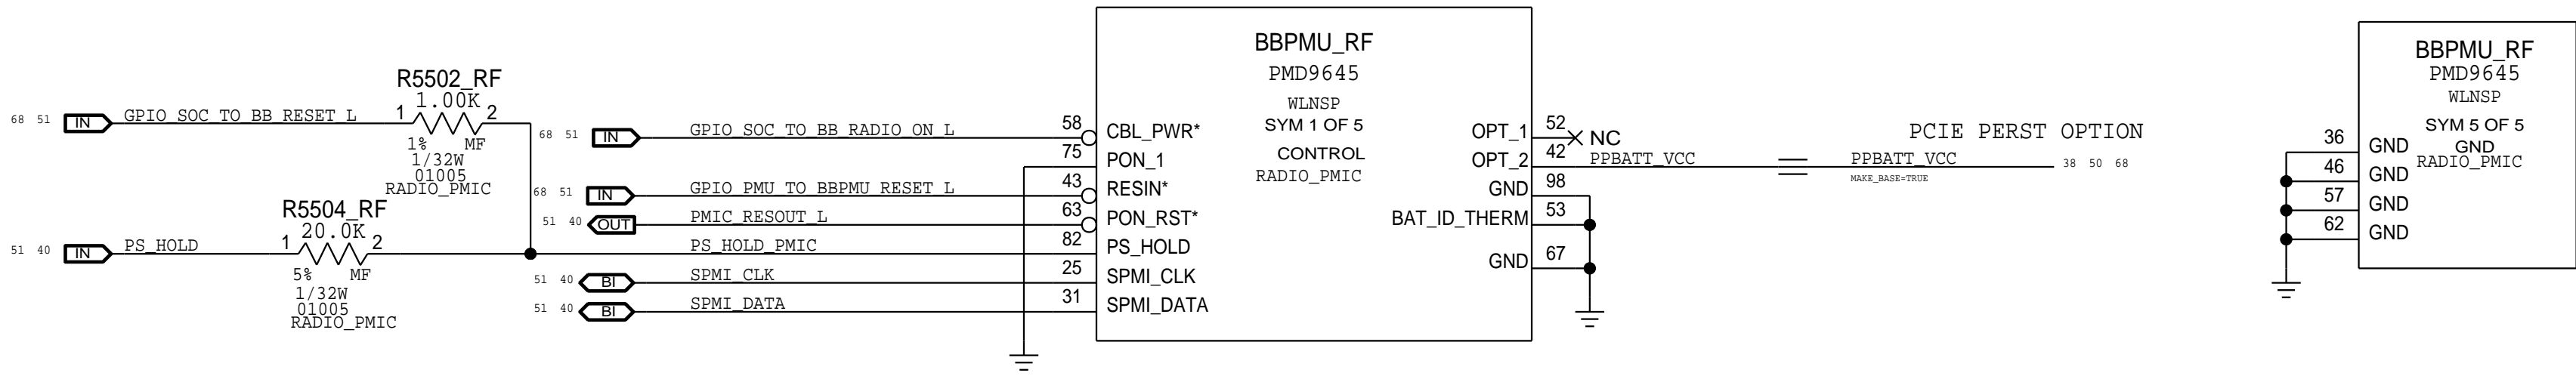 R5502_RF
1.00K
68 51 IN GPIO_SOC_TO_BB_RESET_L 1 2
1% MF
1/32W
01005
RADIO_PMIC
R5504_RF
20.0K
51 40 IN PS_HOLD 1 2
5% MF
1/32W
01005
RADIO_PMIC
68 51 IN GPIO_SOC_TO_BB_RADIO_ON_L 58 CBL_PWR*
75 PON_1
68 51 IN GPIO_PMU_TO_BBPMU_RESET_L 43 RESIN*
51 40 OUT PMIC_RESOUT_L 63 PON_RST*
PS_HOLD_PMIC 82 PS_HOLD
51 40 BI SPMI_CLK 25 SPMI_CLK
51 40 BI SPMI_DATA 31 SPMI_DATA
BBPMU_RF
PMD9645
WLNSP
SYM 1 OF 5
CONTROL
RADIO_PMIC
OPT_1 52 NC
OPT_2 42 PPBATT_VCC
GND 98
BAT_ID_THERM 53
GND 67
PCIE PERST OPTION
PPBATT_VCC 38 50 68
MAKE_BASE=TRUE
BBPMU_RF
PMD9645
WLNSP
SYM 5 OF 5
GND
RADIO_PMIC
36 GND
46 GND
57 GND
62 GND